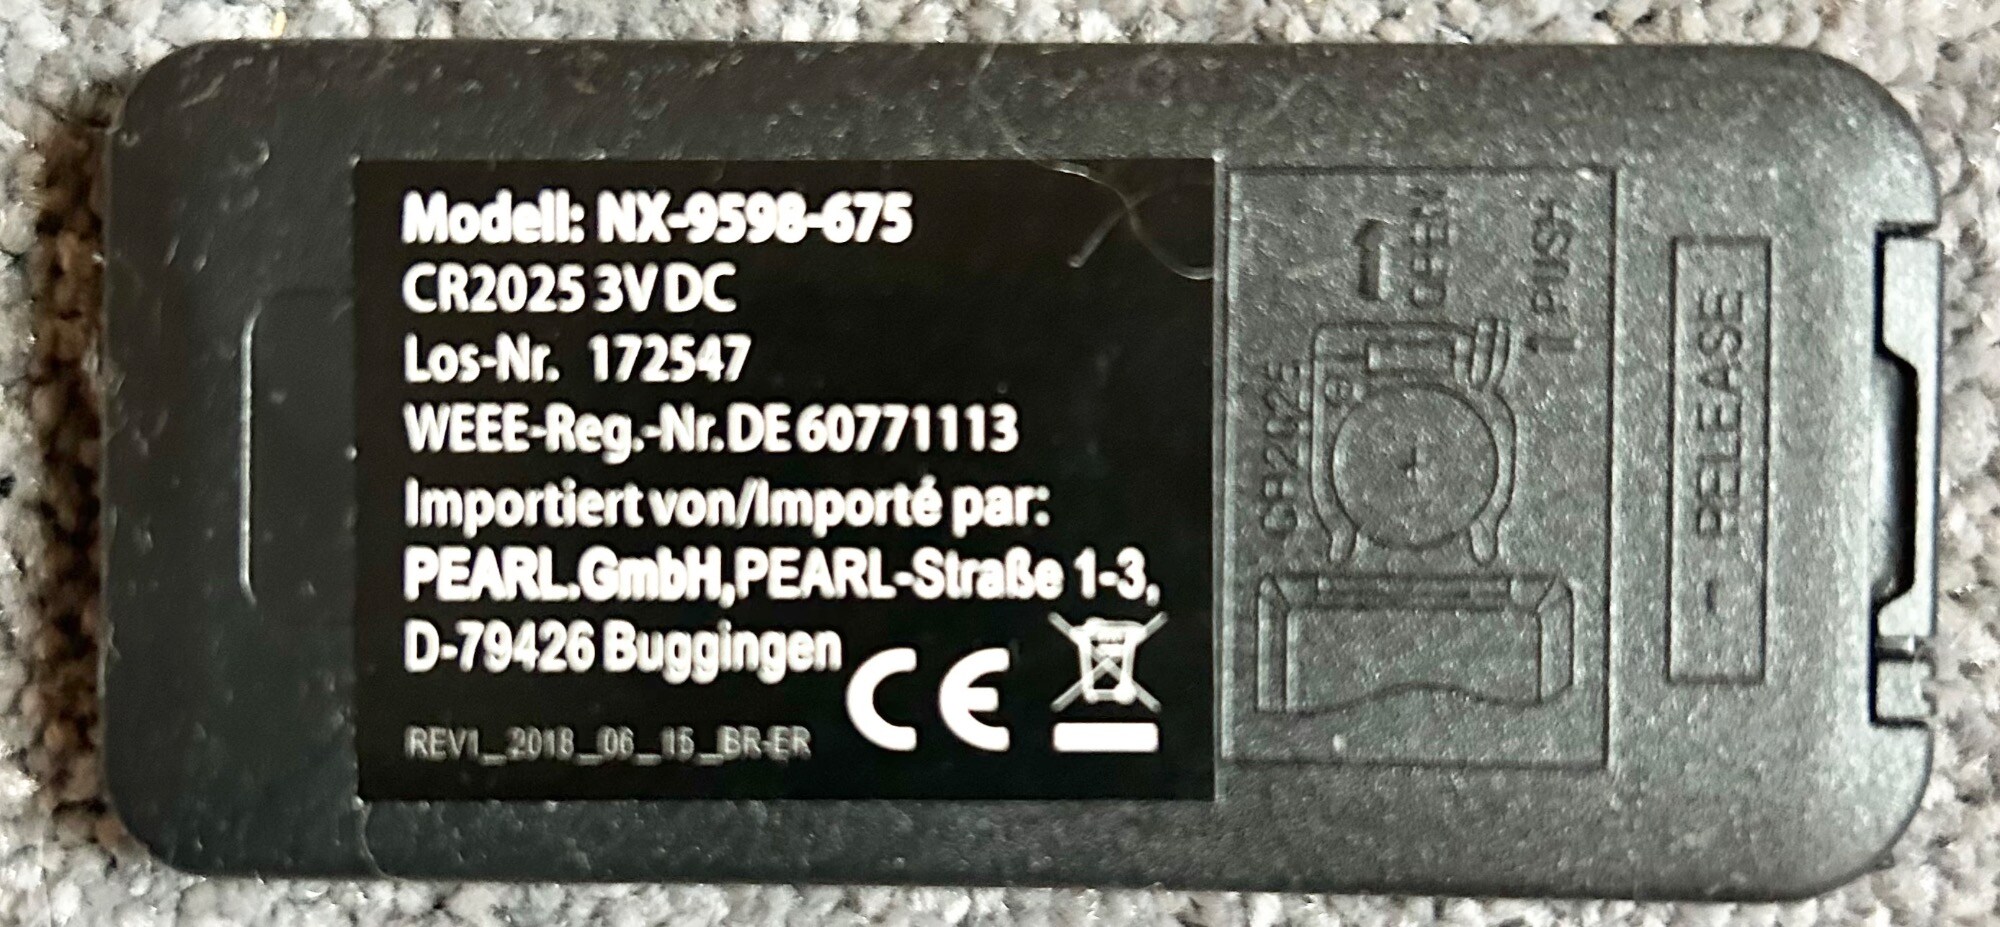 Modell: NX-9598-675
CR2025 3V DC
Los-Nr. 172547
WEEE-Reg.-Nr. DE 60771113
Importiert von/Importé par:
PEARL.GmbH,PEARL-Straße 1-3,
D-79426 Buggingen
CE
REV1_2018_06_15_BR-ER
CR2025
OPEN
1.PUSH
- RELEASE